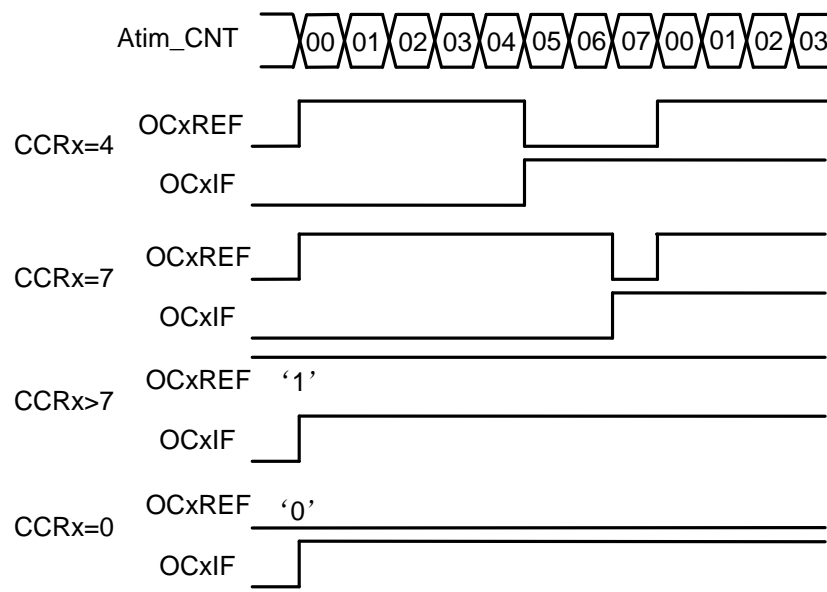 Atim_CNT 00 01 02 03 04 05 06 07 00 01 02 03
OCxREF
CCRx=4
OCxIF
OCxREF
CCRx=7
OCxIF
OCxREF ‘1’
CCRx>7
OCxIF
OCxREF ‘0’
CCRx=0
OCxIF